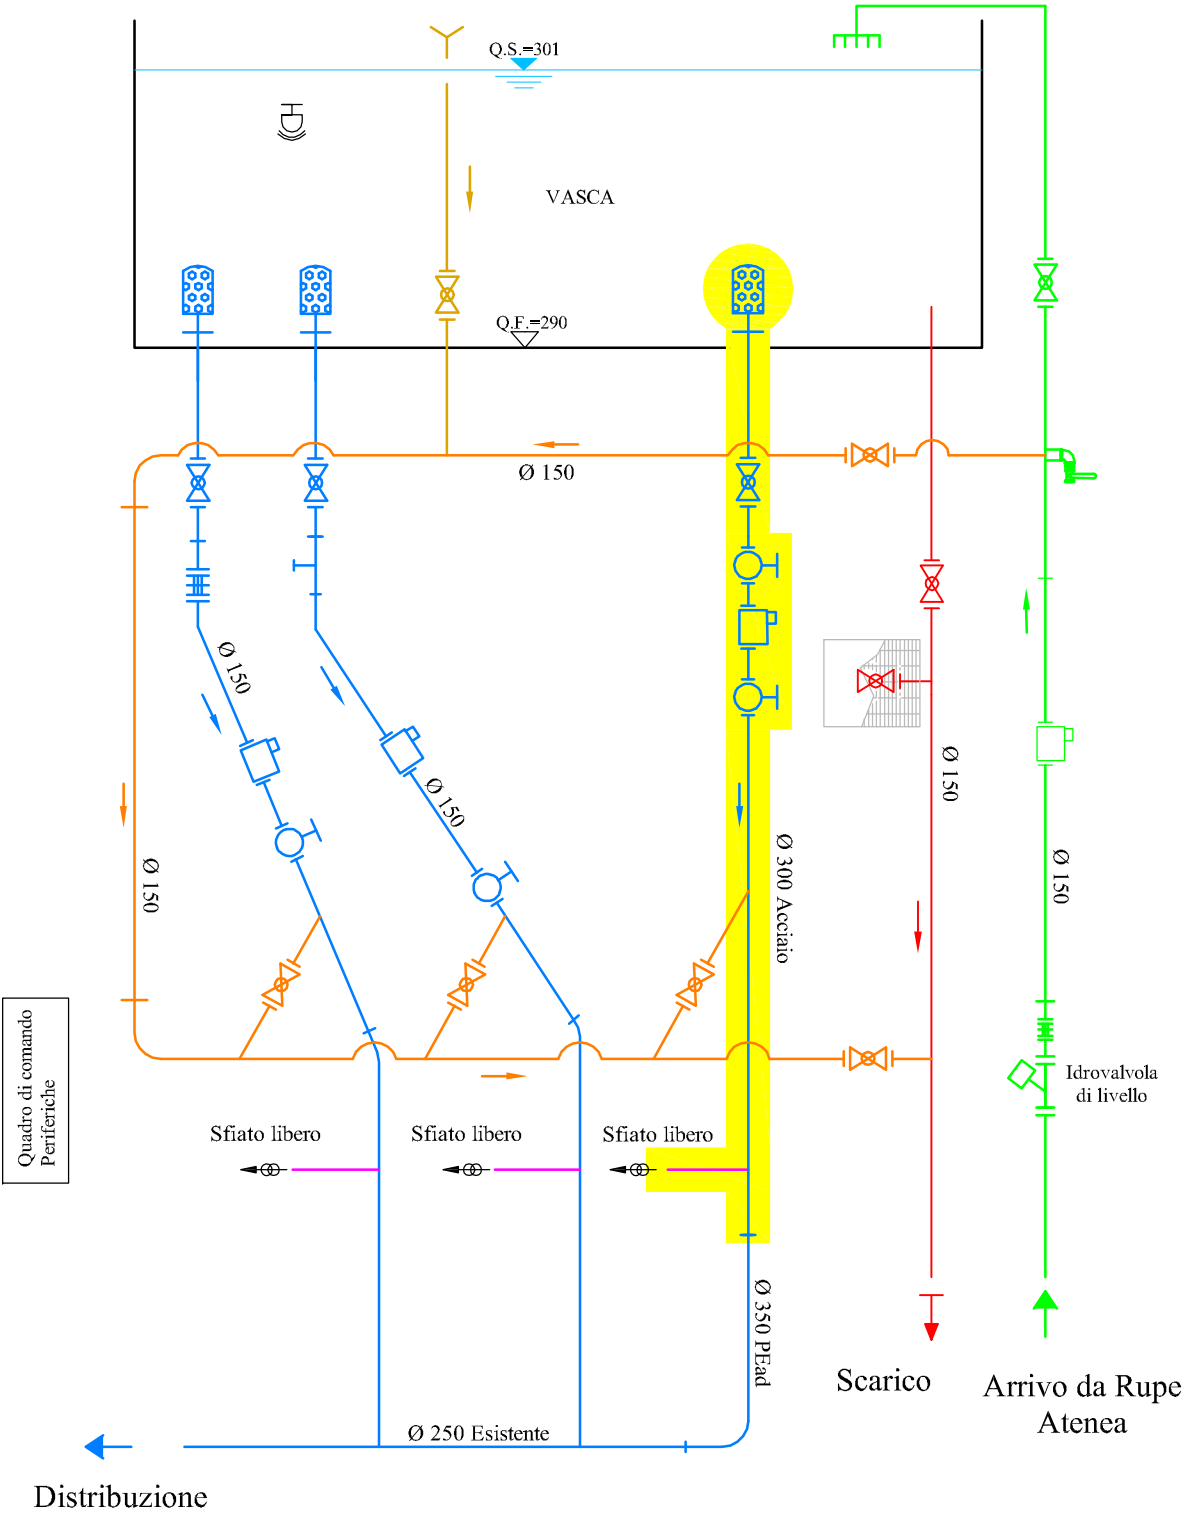 Q.S.=301
VASCA
Q.F.=290
Ø 150
Ø 150
Ø 150
Ø 150
Ø 150
Ø 300 Acciaio
Ø 150
Ø 150
Quadro di comando
Periferiche
Idrovalvola
di livello
Sfiato libero
Sfiato libero
Sfiato libero
Ø 350 PEad
Scarico
Arrivo da Rupe
Atenea
Ø 250 Esistente
Distribuzione